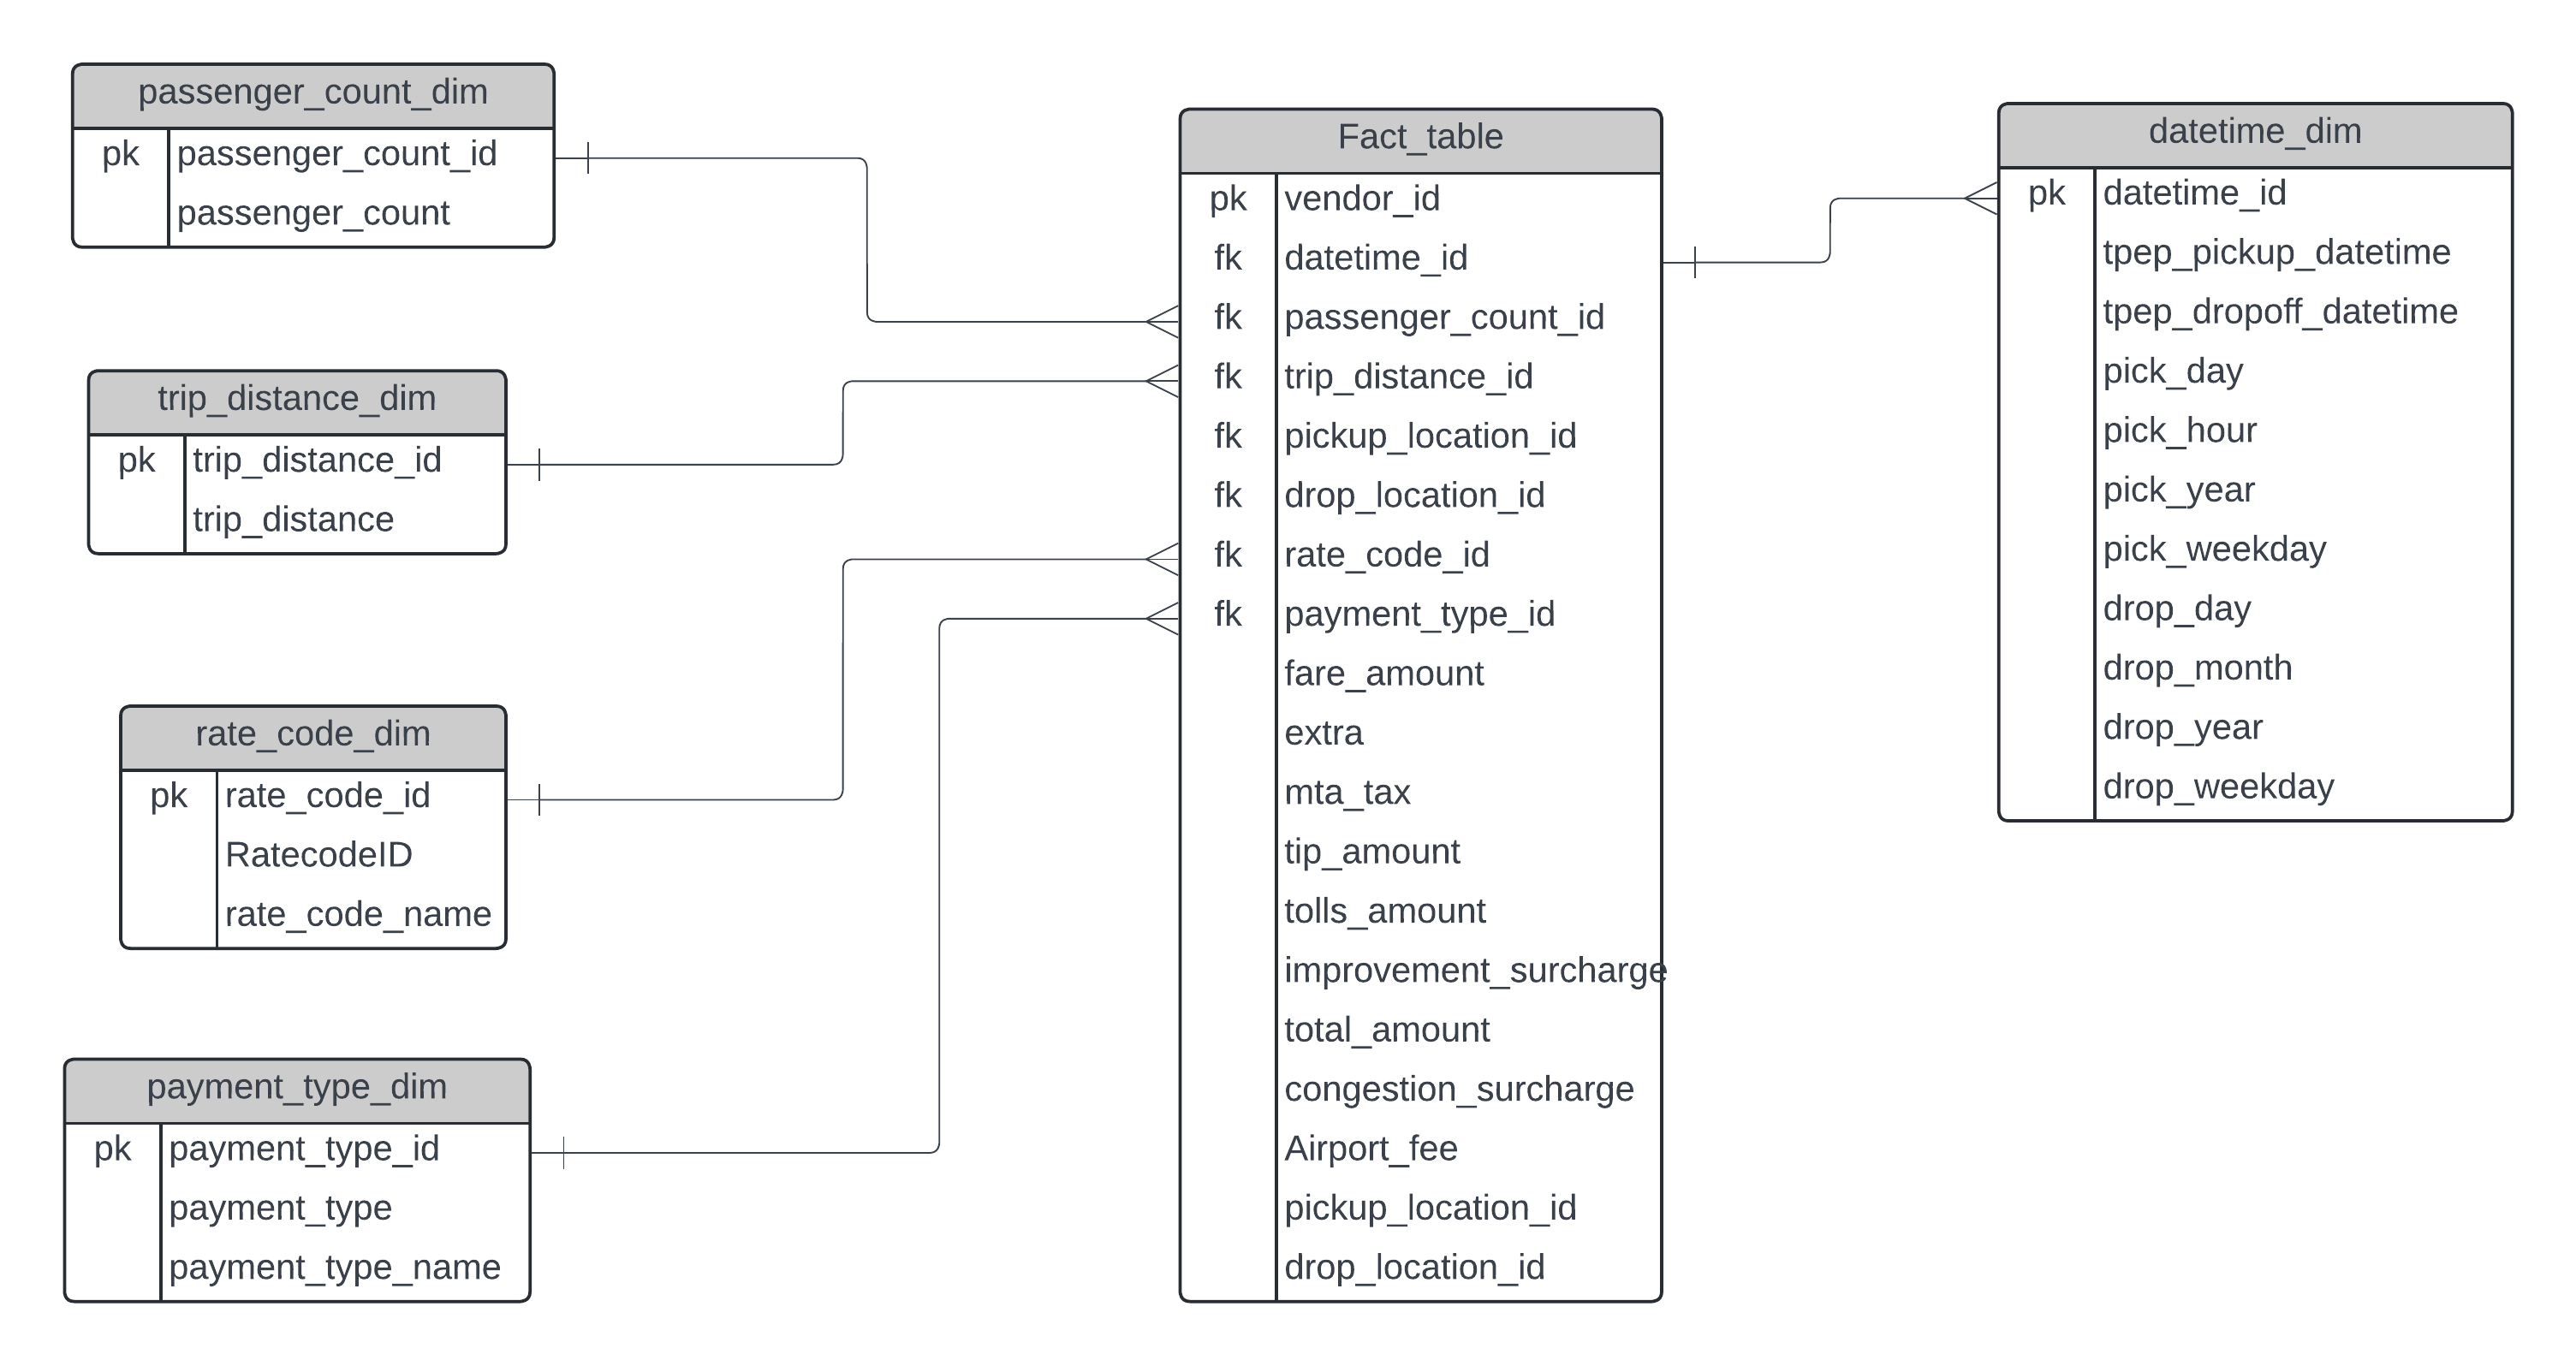 passenger_count_dim
pk passenger_count_id
passenger_count
trip_distance_dim
pk trip_distance_id
trip_distance
rate_code_dim
pk rate_code_id
RatecodeID
rate_code_name
payment_type_dim
pk payment_type_id
payment_type
payment_type_name
Fact_table
pk vendor_id
fk datetime_id
fk passenger_count_id
fk trip_distance_id
fk pickup_location_id
fk drop_location_id
fk rate_code_id
fk payment_type_id
fare_amount
extra
mta_tax
tip_amount
tolls_amount
improvement_surcharge
total_amount
congestion_surcharge
Airport_fee
pickup_location_id
drop_location_id
datetime_dim
pk datetime_id
tpep_pickup_datetime
tpep_dropoff_datetime
pick_day
pick_hour
pick_year
pick_weekday
drop_day
drop_month
drop_year
drop_weekday